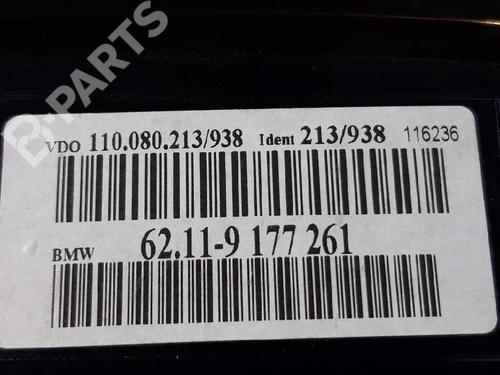 B-PARTS
VDO 110.080.213/938 Ident 213/938 116236
BMW 62.11-9 177 261